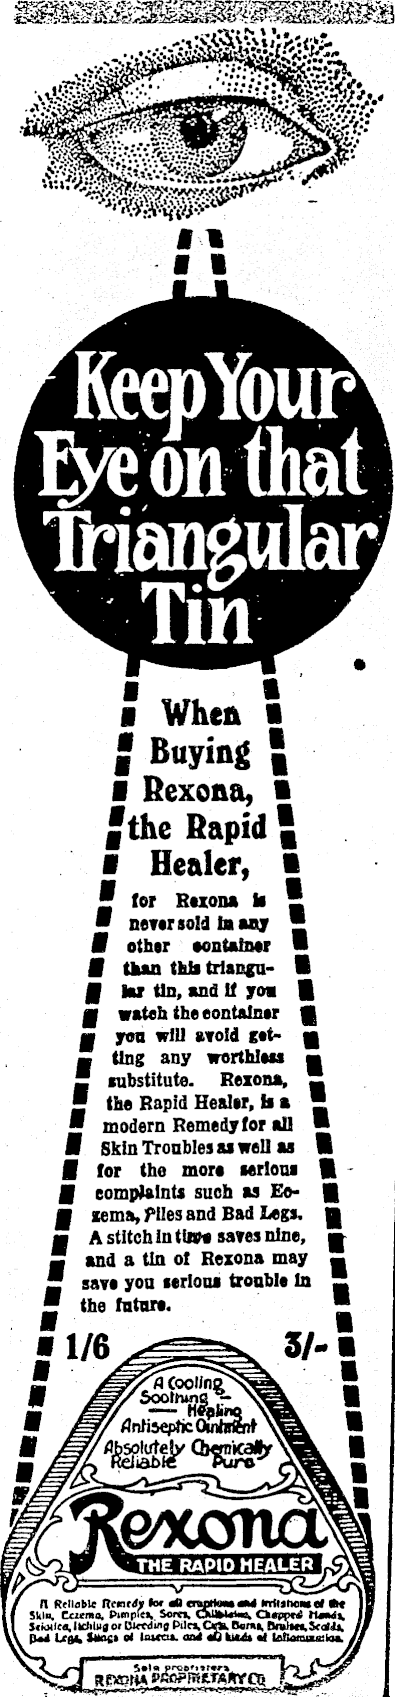 Keep Your
Eye on that
Triangular
Tin
When
Buying
Rexona,
the Rapid
Healer,
for Rexona is
never sold in any
other container
than this triangu-
lar tin, and if you
watch the container
you will avoid get-
ting any worthless
substitute. Rexona,
the Rapid Healer, is a
modern Remedy for all
Skin Troubles as well as
for the more serious
complaints such as Ec-
zema, Piles and Bad Legs.
A stitch in time saves nine,
and a tin of Rexona may
save you serious trouble in
the future.
1/6 3/-
A Cooling
Soothing –
— Healing
Antiseptic Ointment
Absolutely Chemically
Reliable Pure
Rexona
THE RAPID HEALER
A Reliable Remedy for all eruptions and irritations of the
Skin, Eczema, Pimples, Sores, Chilblains, Chapped Hands,
Sciatica, Itching or Bleeding Piles, Cuts, Burns, Bruises, Scalds,
Bad Legs, Stings of Insects, and all kinds of Inflammation.
Sole proprietors
REXONA PROPRIETARY Co.